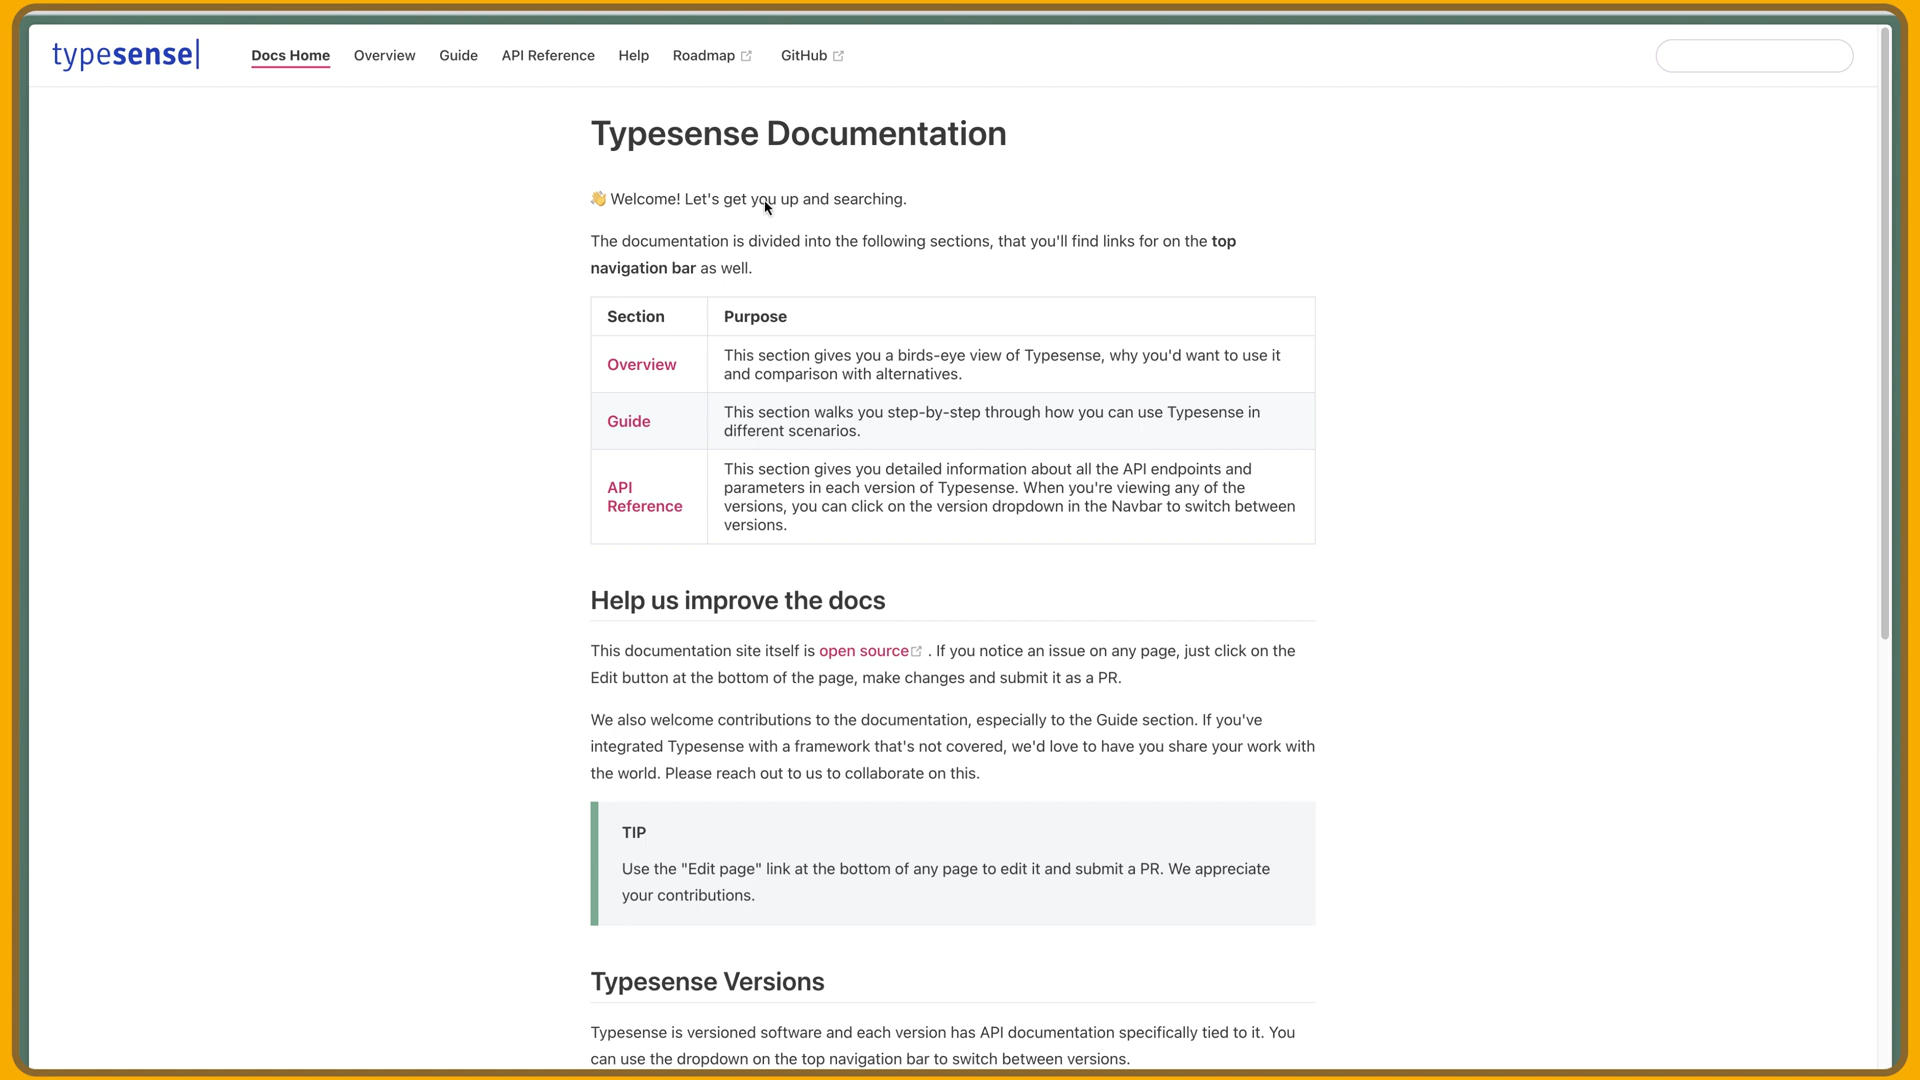 typesense
Docs Home Overview Guide API Reference Help Roadmap GitHub
Typesense Documentation
👋 Welcome! Let's get you up and searching.
The documentation is divided into the following sections, that you'll find links for on the top
navigation bar as well.
Section Purpose
Overview
This section gives you a birds-eye view of Typesense, why you'd want to use it
and comparison with alternatives.
Guide
This section walks you step-by-step through how you can use Typesense in
different scenarios.
API
Reference
This section gives you detailed information about all the API endpoints and
parameters in each version of Typesense. When you're viewing any of the
versions, you can click on the version dropdown in the Navbar to switch between
versions.
Help us improve the docs
This documentation site itself is open source . If you notice an issue on any page, just click on the
Edit button at the bottom of the page, make changes and submit it as a PR.
We also welcome contributions to the documentation, especially to the Guide section. If you've
integrated Typesense with a framework that's not covered, we'd love to have you share your work with
the world. Please reach out to us to collaborate on this.
TIP
Use the "Edit page" link at the bottom of any page to edit it and submit a PR. We appreciate
your contributions.
Typesense Versions
Typesense is versioned software and each version has API documentation specifically tied to it. You
can use the dropdown on the top navigation bar to switch between versions.